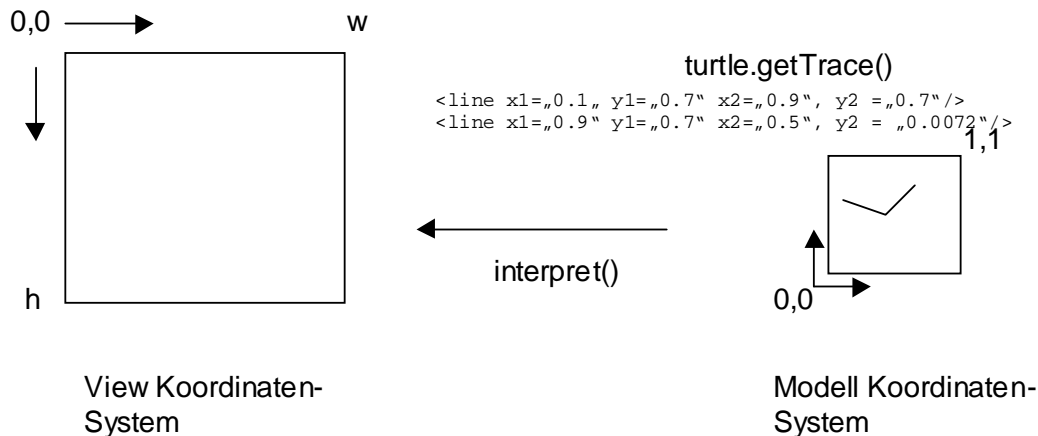 0,0
w
turtle.getTrace()
<line x1=„0.1„ y1=„0.7“ x2=„0.9“, y2 =„0.7“/>
<line x1=„0.9“ y1=„0.7“ x2=„0.5“, y2 = „0.0072“/>
1,1
interpret()
h
0,0
View Koordinaten-
System
Modell Koordinaten-
System